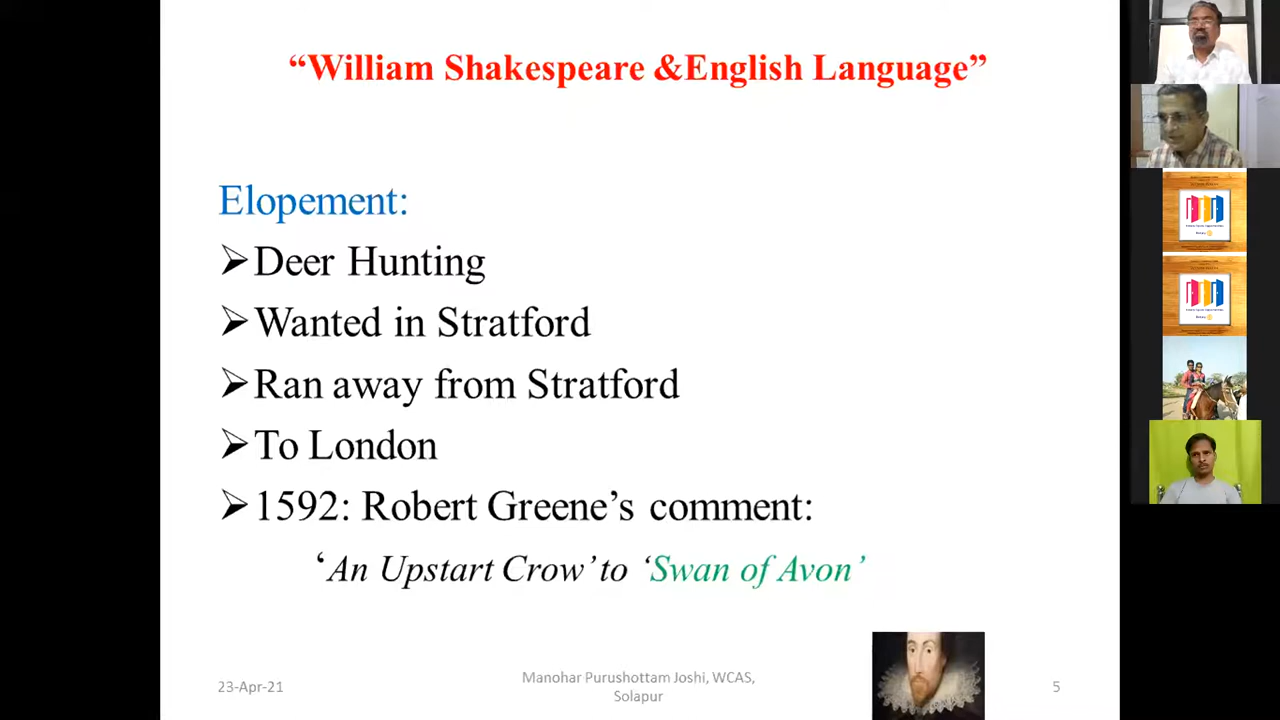 “William Shakespeare &English Language”
Elopement:
➢Deer Hunting
➢Wanted in Stratford
➢Ran away from Stratford
➢To London
➢1592: Robert Greene’s comment:
‘An Upstart Crow’ to ‘Swan of Avon’
23-Apr-21
Manohar Purushottam Joshi, WCAS,
Solapur
5